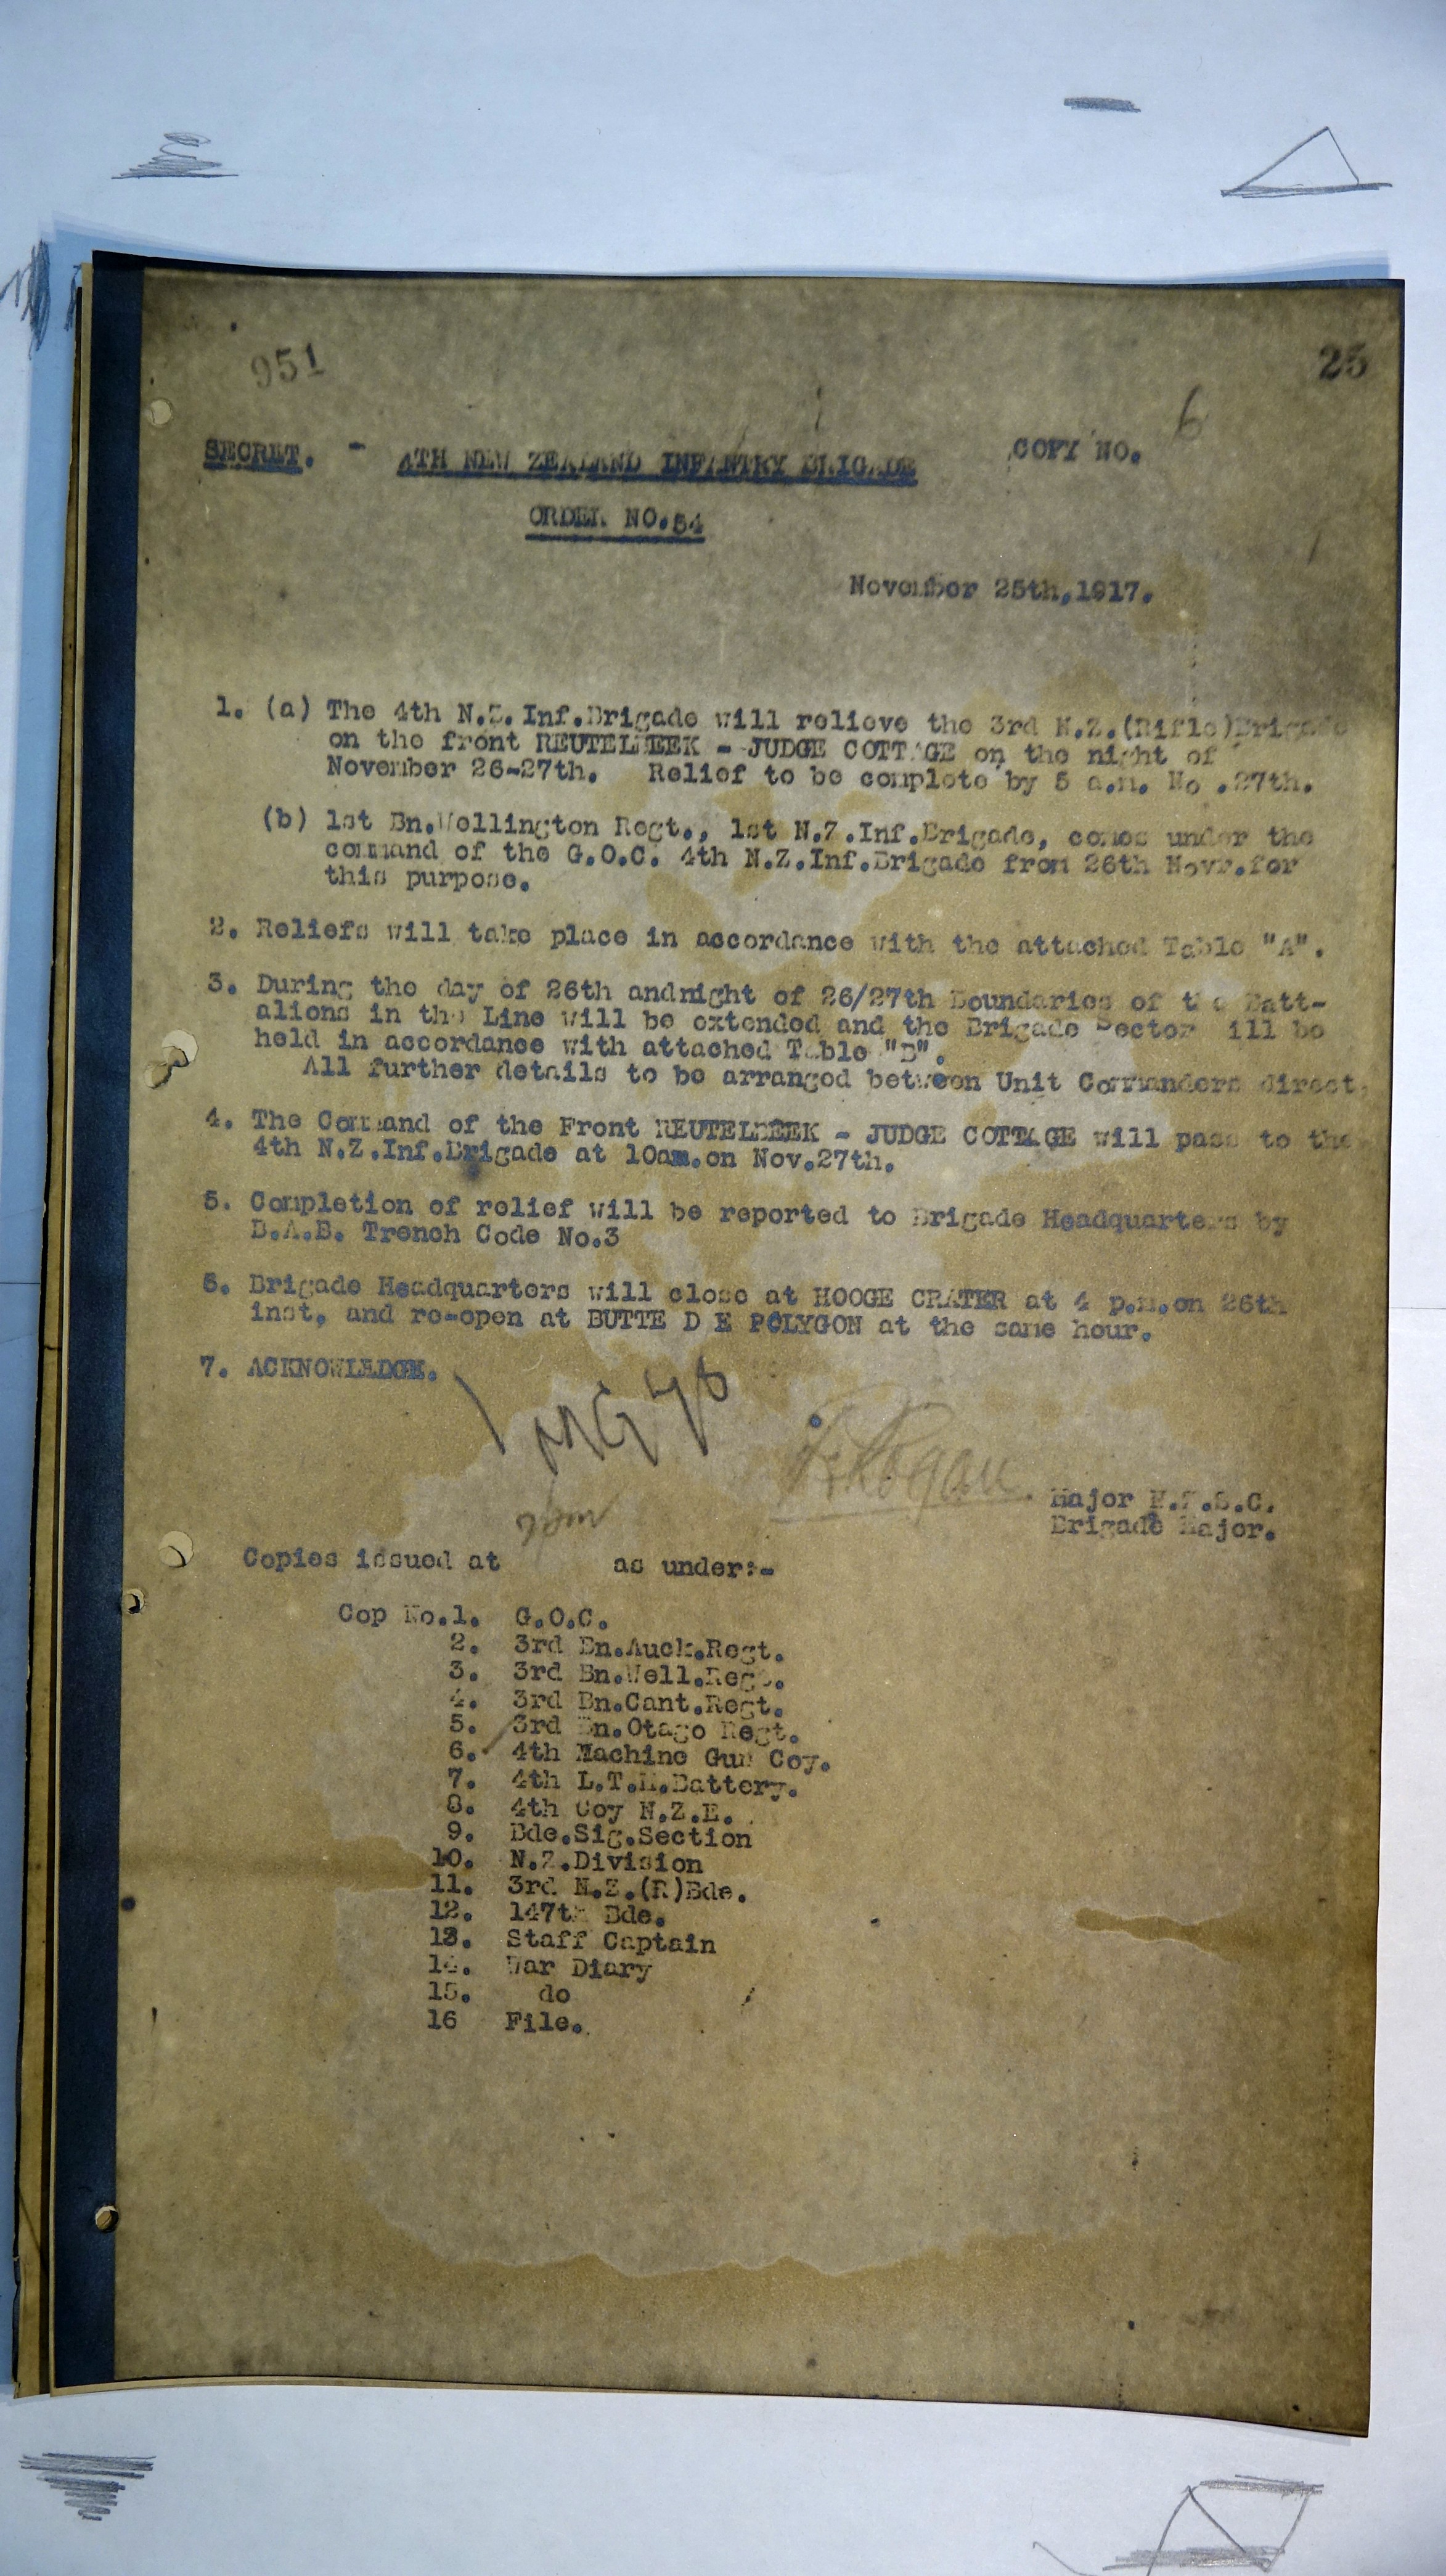 951
25
6
SECRET. - 4TH NEW ZEALAND INFANTRY BRIGADE COPY NO.
ORDER NO.54
November 25th,1917.
1. (a) The 4th N.Z. Inf.Brigade will relieve the 3rd N.Z.(Rifle)Brigade
on the front REUTELBEEK - JUDGE COTTAGE on the night of
November 26-27th. Relief to be complete by 5 a.m. No .27th.
(b) 1st Bn.Wellington Regt., 1st N.Z.Inf.Brigade, comes under the
command of the G.O.C. 4th N.Z.Inf.Brigade from 26th Novr.for
this purpose.
2. Reliefs will take place in accordance with the attached Table "A".
3. During the day of 26th andnight of 26/27th Boundaries of the Batt-
alions in the Line will be extended and the Brigade Sector will be
held in accordance with attached Table "B".
All further details to be arranged between Unit Commanders direct.
4. The Command of the Front REUTELBEEK - JUDGE COTTAGE will pass to the
4th N.Z.Inf.Brigade at 10am.on Nov.27th.
5. Completion of relief will be reported to Brigade Headquarters by
B.A.B. Trench Code No.3
6. Brigade Headquarters will close at HOOGE CRATER at 4 p.m.on 26th
inst, and re-open at BUTTE D E POLYGON at the same hour.
7. ACKNOWLEDGE.
Major N.Z.S.C.
Brigade Major.
Copies issued at as under:-
Cop No.1. G.O.C.
2. 3rd Bn.Auck.Regt.
3. 3rd Bn.Well.Regt.
4. 3rd Bn.Cant.Regt.
5. 3rd Bn.Otago Regt.
6. 4th Machine Gun Coy.
7. 4th L.T.M.Battery.
8. 4th Coy N.Z.E.
9. Bde.Sig.Section
10. N.Z.Division
11. 3rd N.Z.(R)Bde.
12. 147th Bde.
13. Staff Captain
14. War Diary
15. do
16 File.